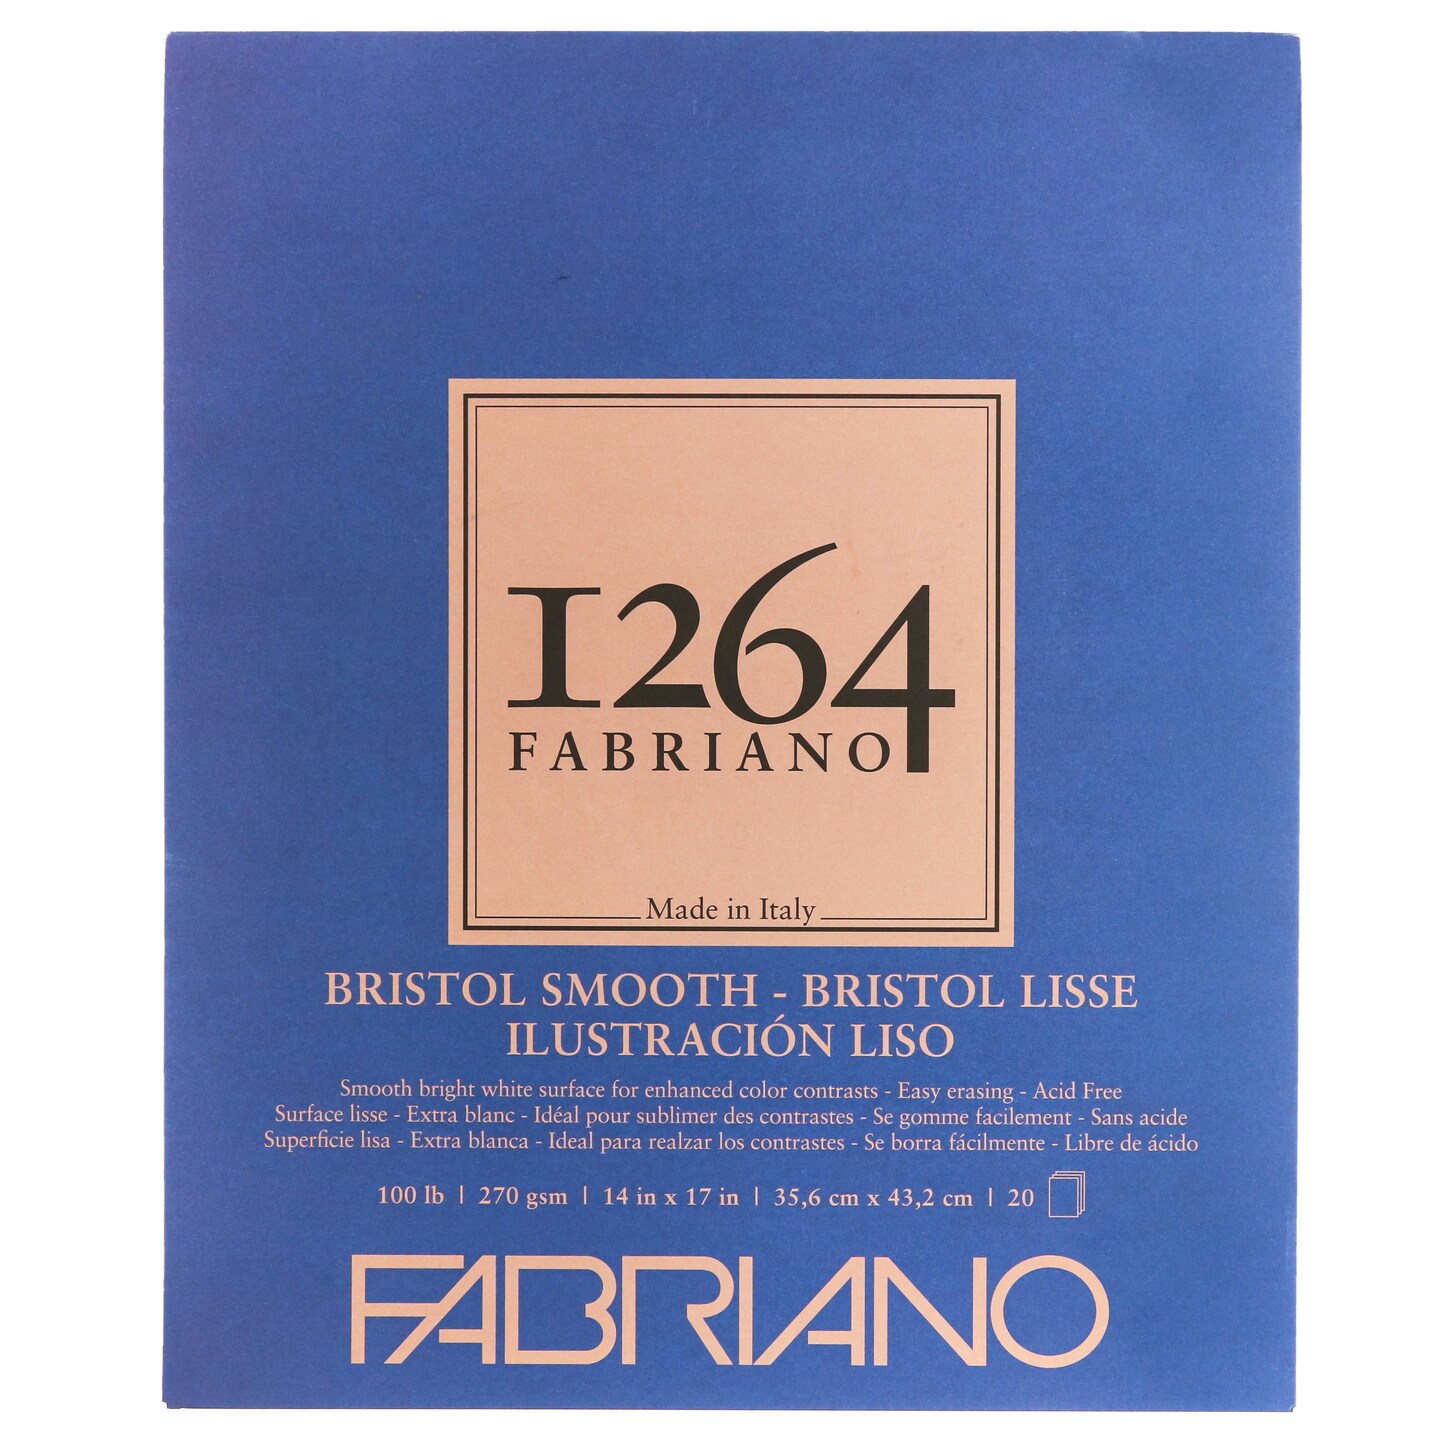 1264
FABRIANO
Made in Italy
BRISTOL SMOOTH - BRISTOL LISSE
ILUSTRACIÓN LISO
Smooth bright white surface for enhanced color contrasts - Easy erasing - Acid Free
Surface lisse - Extra blanc - Idéal pour sublimer des contrastes - Se gomme facilement - Sans acide
Superficie lisa - Extra blanca - Ideal para realzar los contrastes - Se borra fácilmente - Libre de ácido
100 lb | 270 gsm | 14 in x 17 in | 35,6 cm x 43,2 cm | 20
FABRIANO